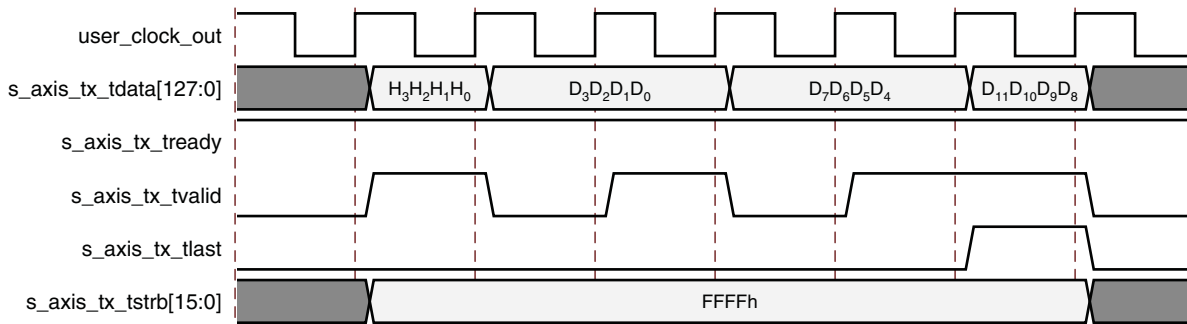 user_clock_out
s_axis_tx_tdata[127:0] H₃H₂H₁H₀ D₃D₂D₁D₀ D₇D₆D₅D₄ D₁₁D₁₀D₉D₈
s_axis_tx_tready
s_axis_tx_tvalid
s_axis_tx_tlast
s_axis_tx_tstrb[15:0] FFFFh